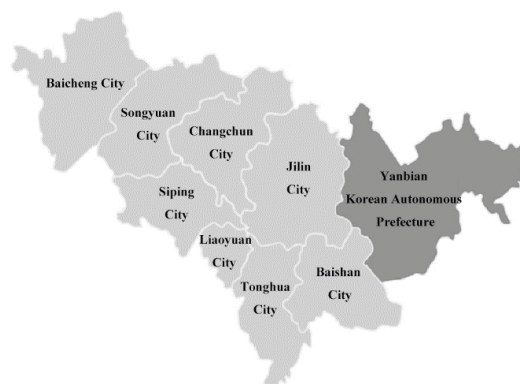 Baicheng City
Songyuan
City
Changchun
City
Jilin
City
Yanbian
Korean Autonomous
Prefecture
Siping
City
Liaoyuan
City
Tonghua
City
Baishan
City